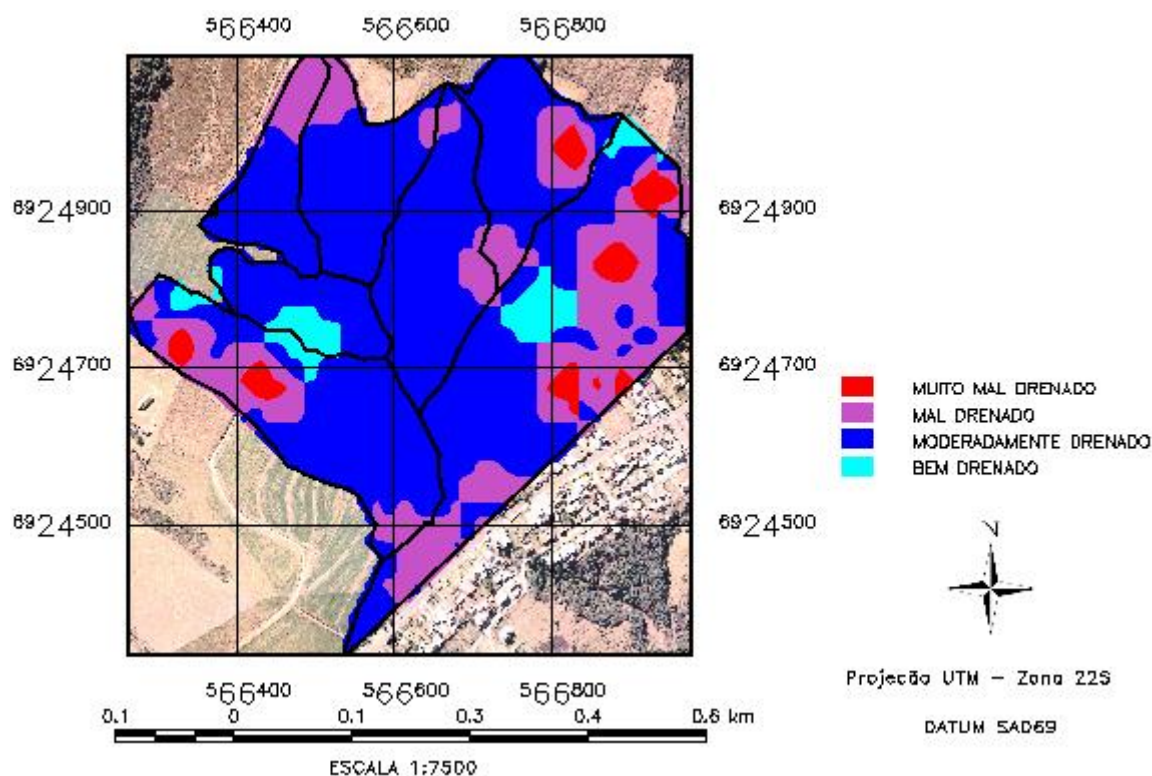 566400 566600 566800
6924900 6924900
6924700 6924700
MUITO MAL DRENADO
MAL DRENADO
MODERADAMENTE DRENADO
BEM DRENADO
6924500 6924500
N
566400 566600 566800
Projecão UTM – Zona 22S
0.1 0 0.1 0.3 0.4 0.6 km
DATUM SAD69
ESCALA 1:7500